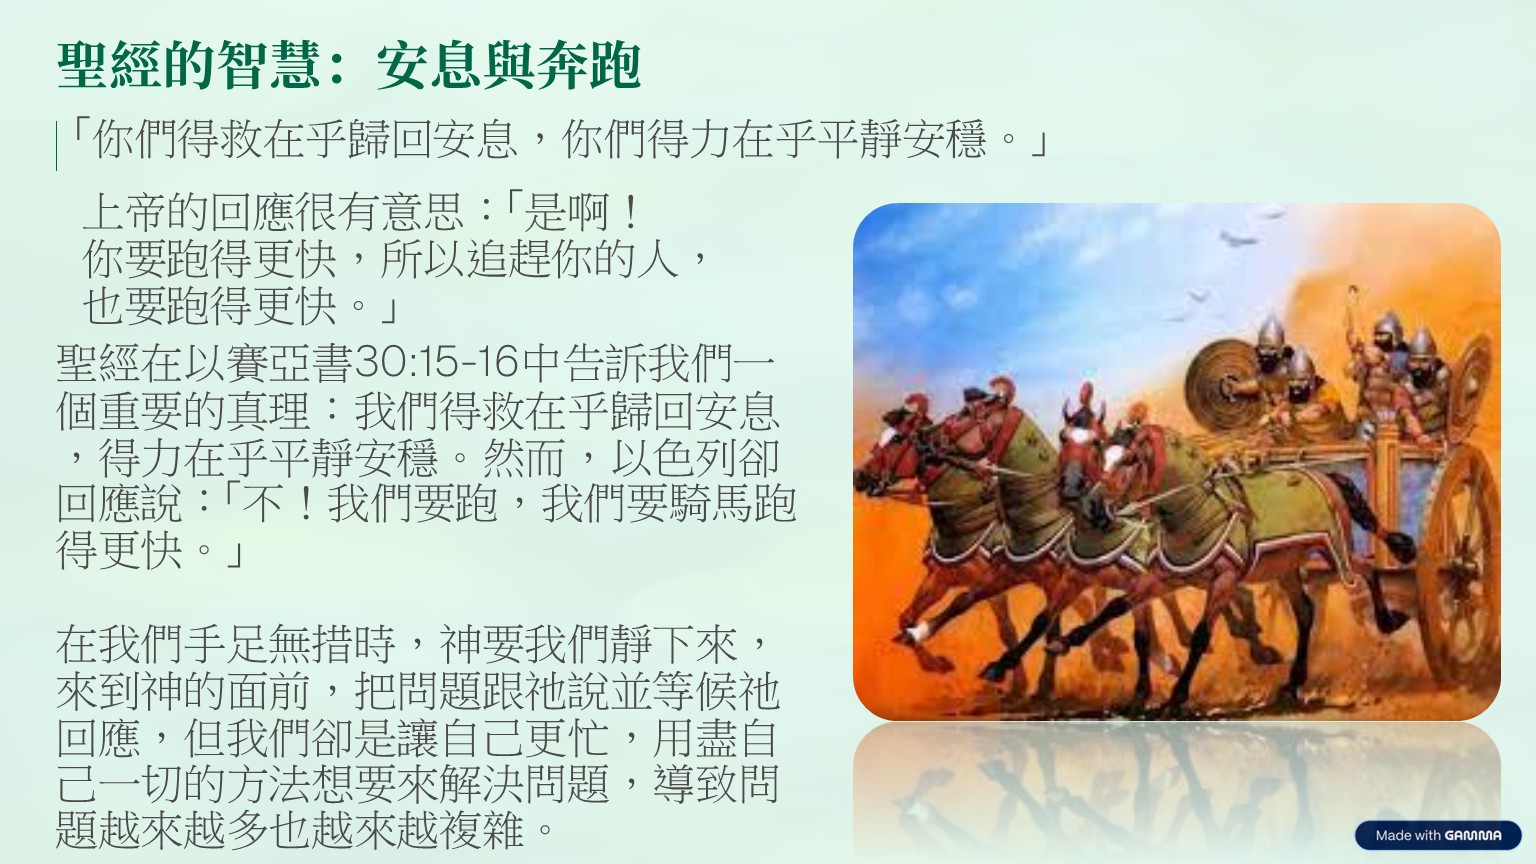 聖經的智慧：安息與奔跑
「你們得救在乎歸回安息，你們得力在乎平靜安穩。」
上帝的回應很有意思：「是啊！
你要跑得更快，所以追趕你的人，
也要跑得更快。」
聖經在以賽亞書30:15-16中告訴我們一
個重要的真理：我們得救在乎歸回安息
，得力在乎平靜安穩。然而，以色列卻
回應說：「不！我們要跑，我們要騎馬跑
得更快。」
在我們手足無措時，神要我們靜下來，
來到神的面前，把問題跟祂說並等候祂
回應，但我們卻是讓自己更忙，用盡自
己一切的方法想要來解決問題，導致問
題越來越多也越來越複雜。
Made with GAMMA